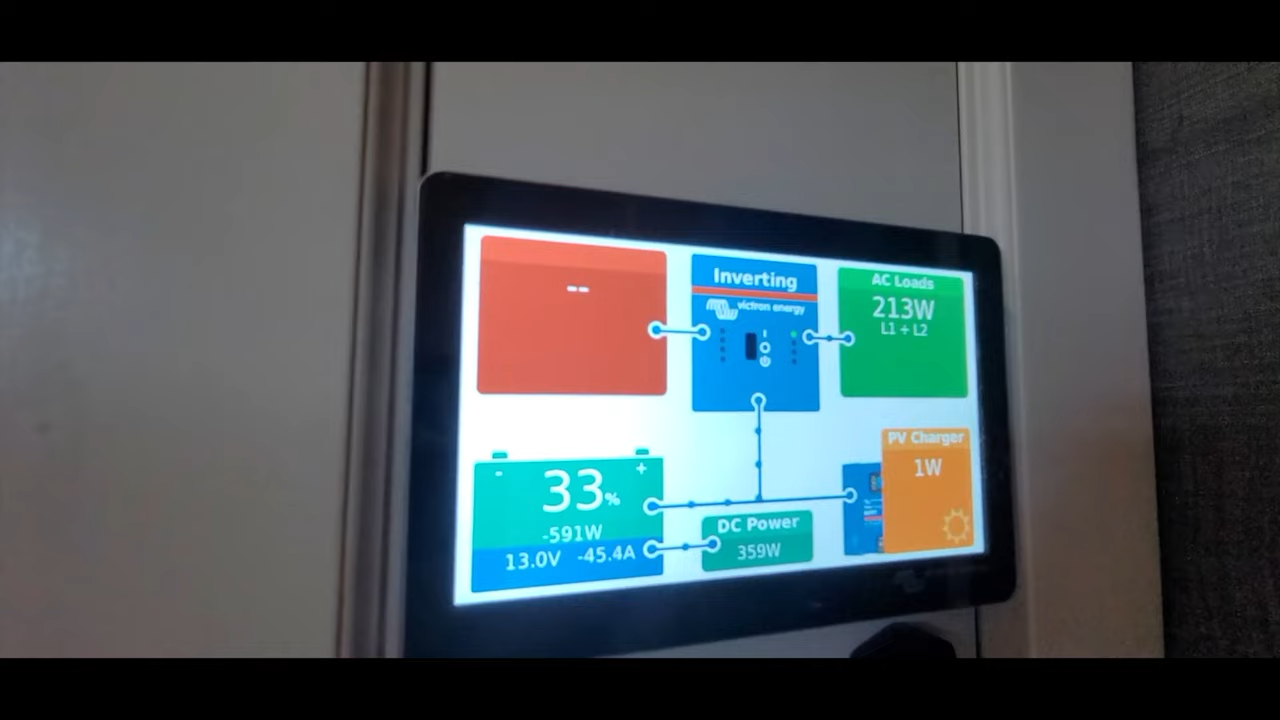 --
Inverting
victron energy
I
AC Loads
213W
L1 + L2
- +
33%
-591W
13.0V -45.4A
DC Power
359W
PV Charger
1W